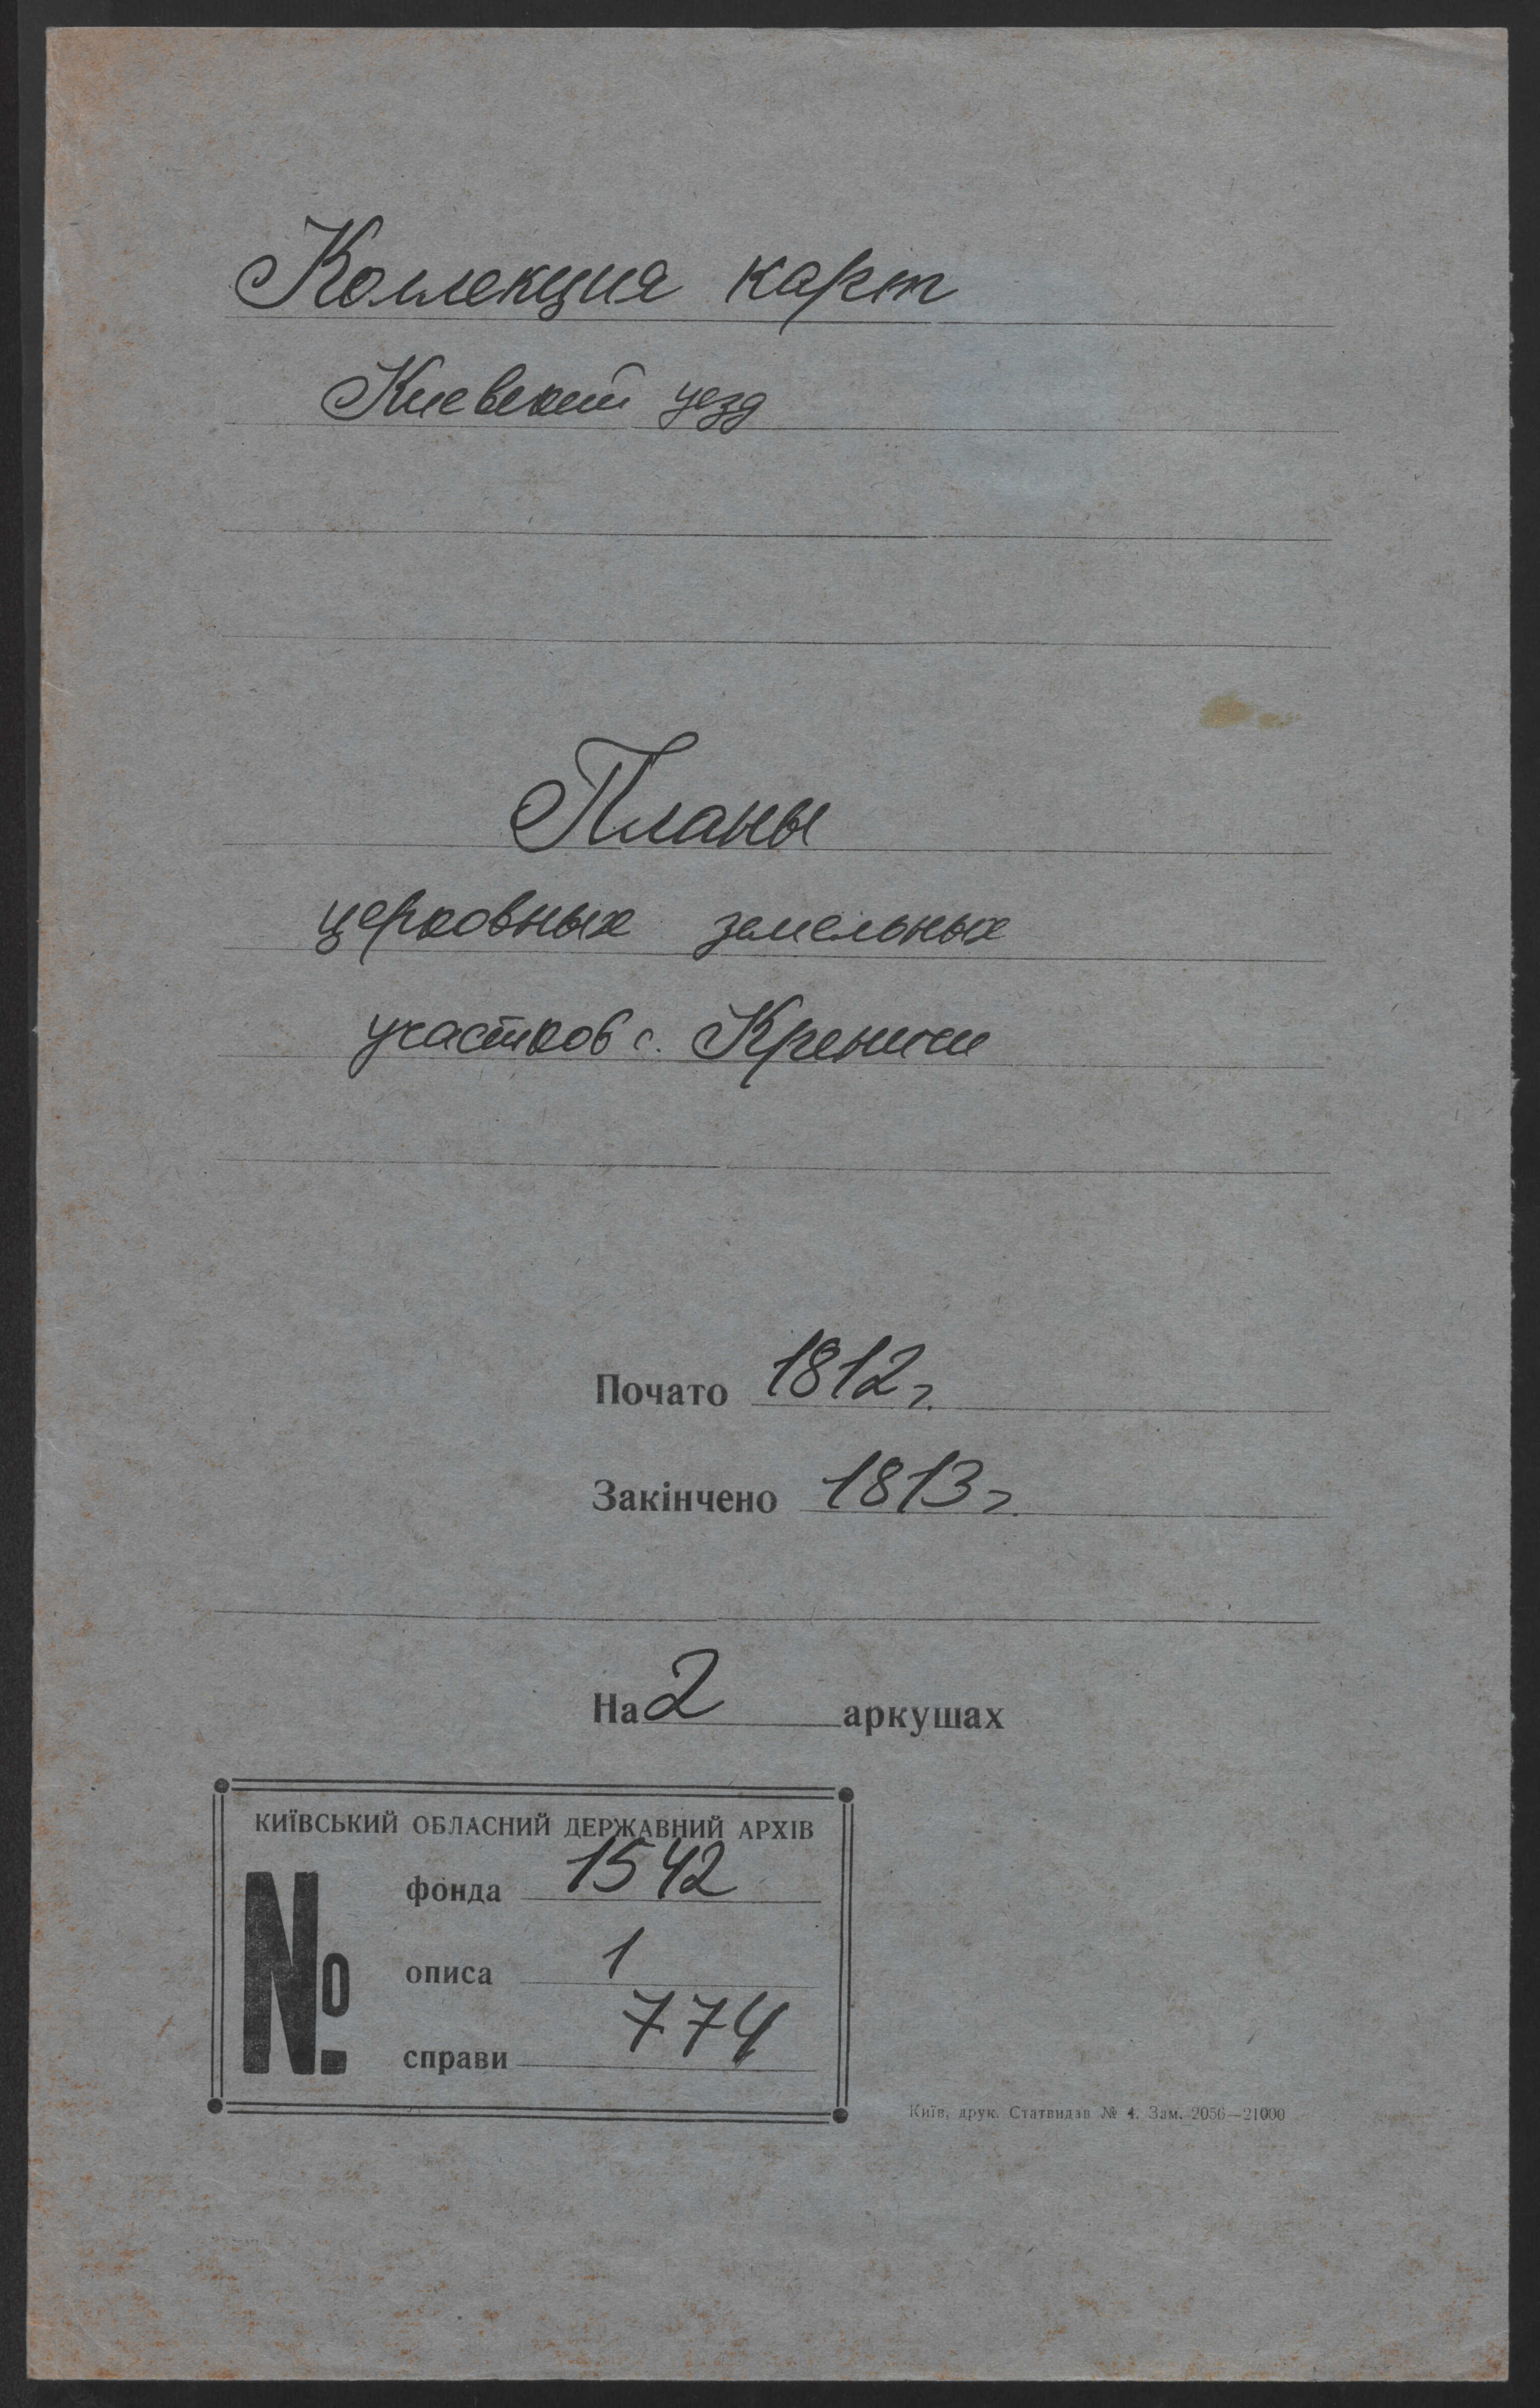 Коллекция карт
Киевский уезд
Планы
церковных земельных
участков с. Креничи
Почато 1812 г.
Закінчено 1813 г.
На 2 аркушах
КИЇВСЬКИЙ ОБЛАСНИЙ ДЕРЖАВНИЙ АРХІВ
№
фонда 1542
описа 1
справи 774
Київ, друк. Статвидав № 4. Зам. 2056—21000